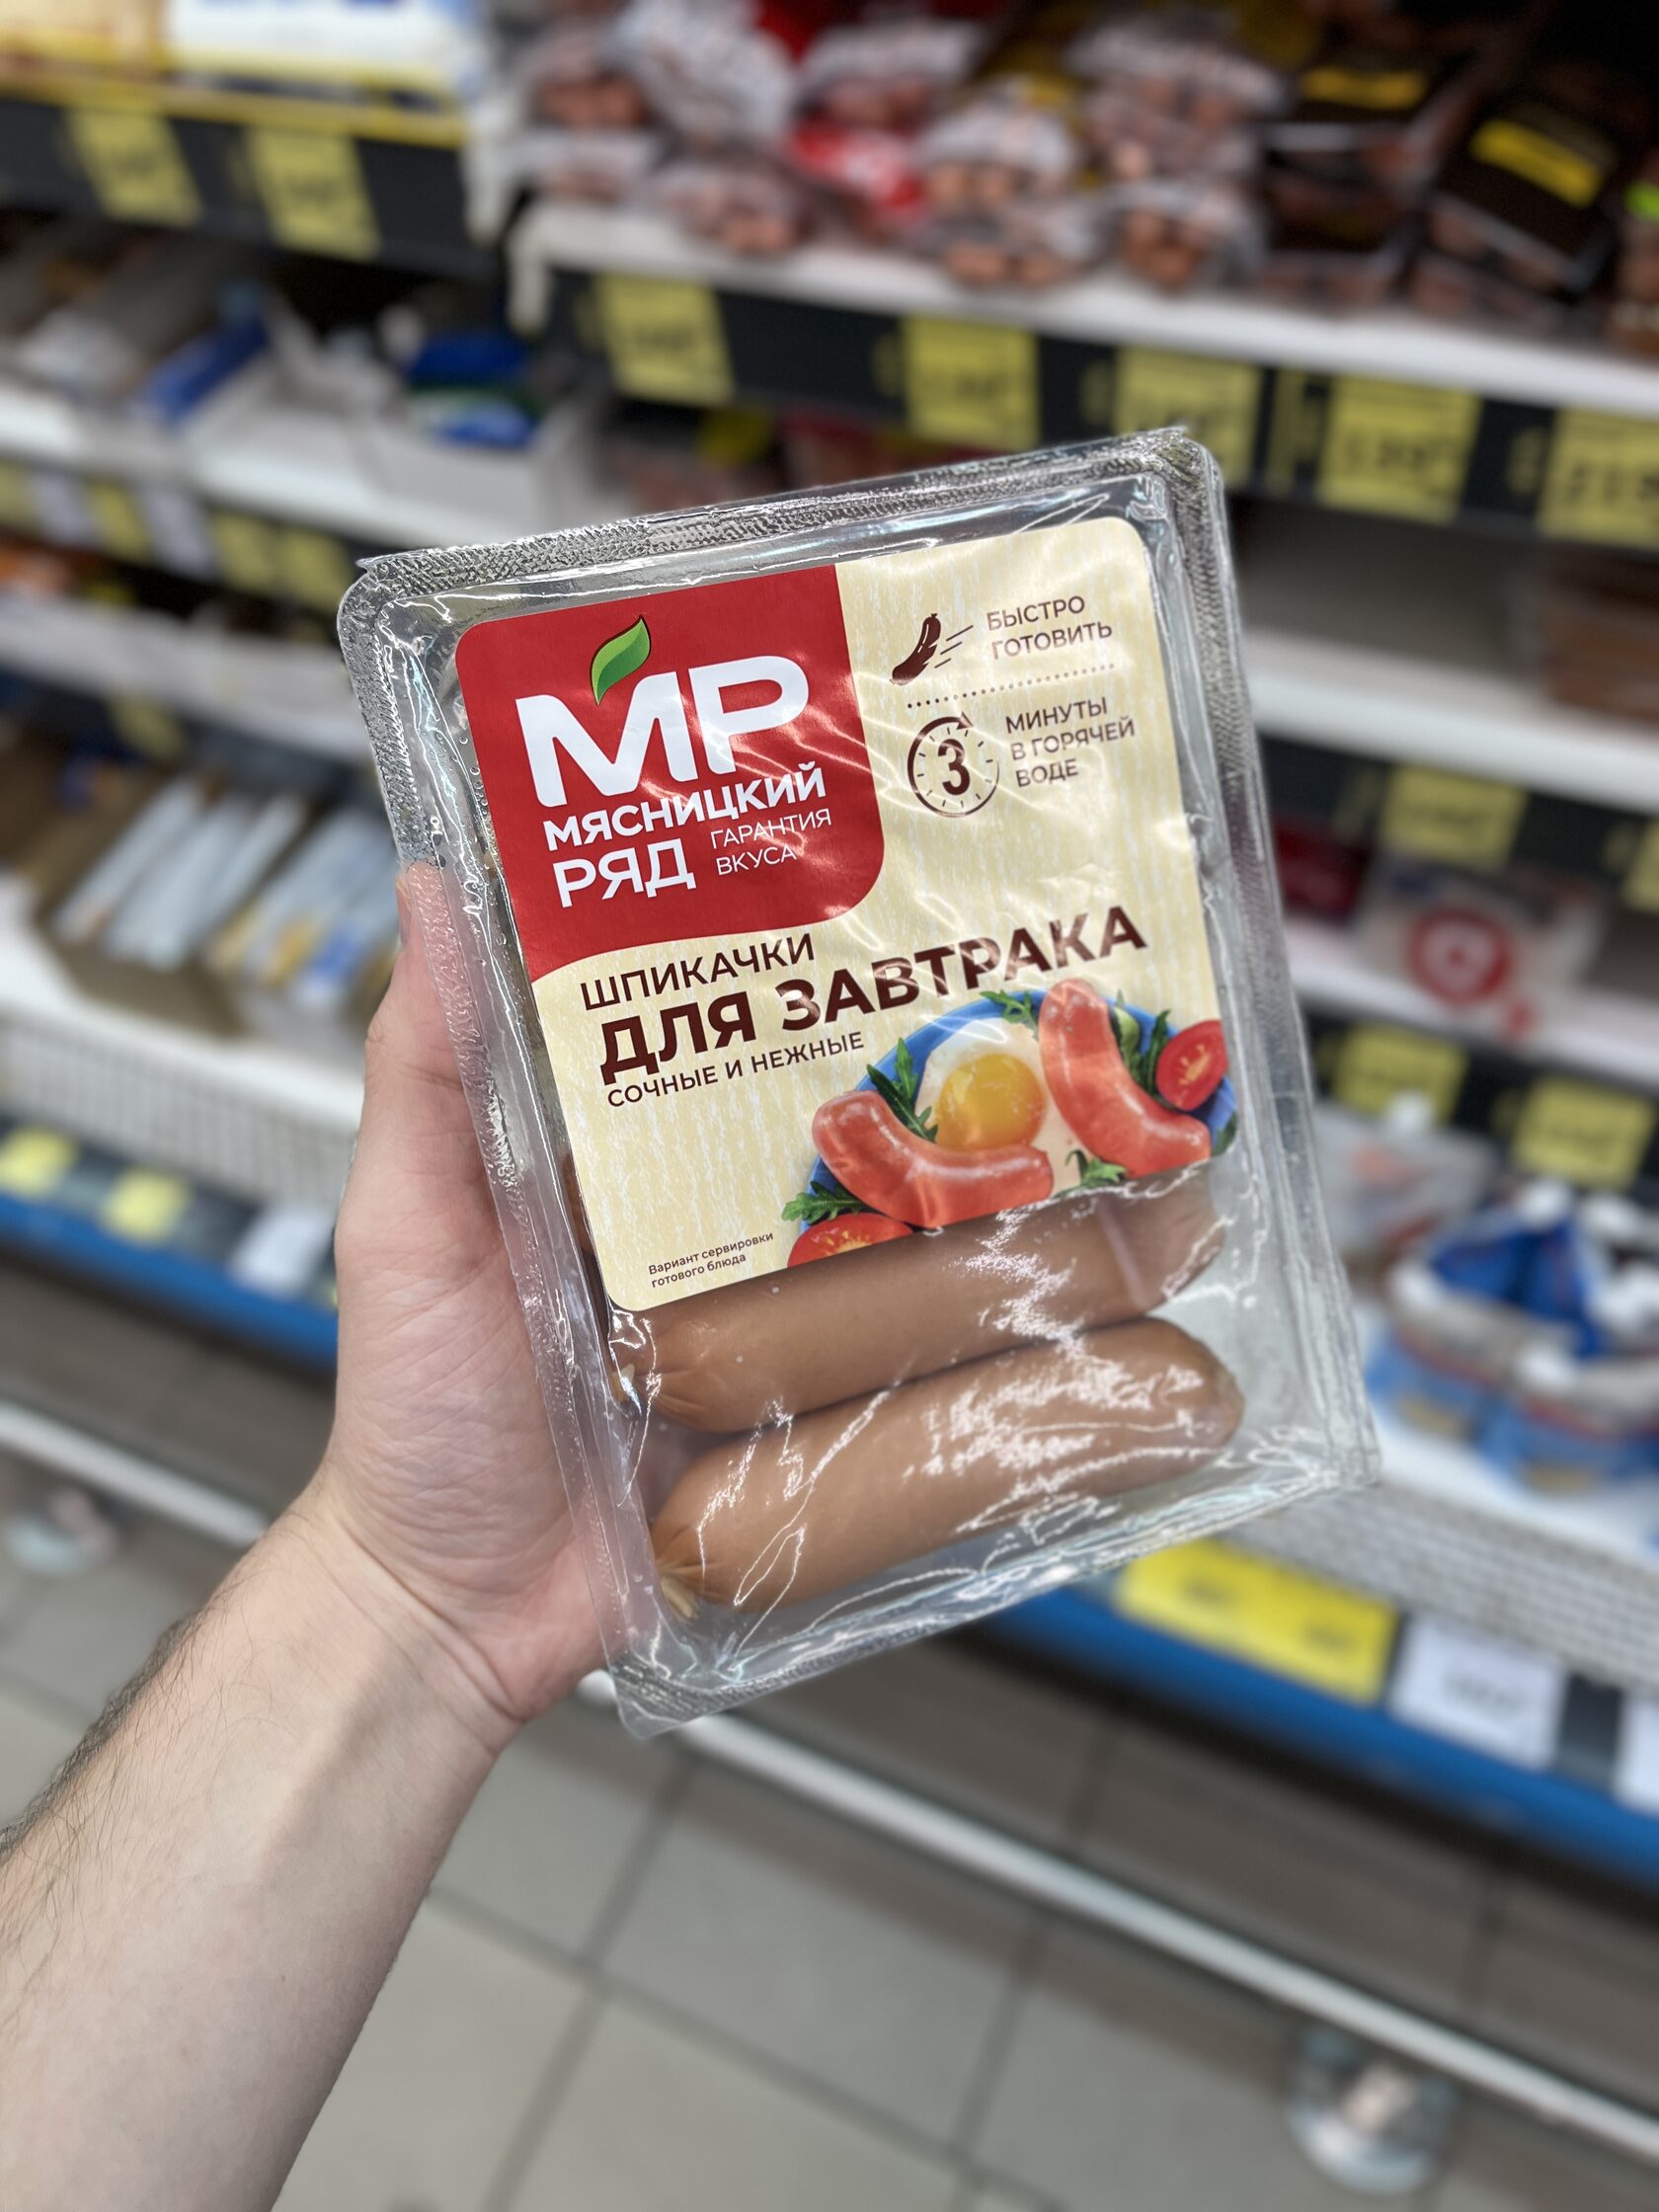 МР
МЯСНИЦКИЙ
РЯД
ГАРАНТИЯ
ВКУСА
БЫСТРО
ГОТОВИТЬ
3
МИНУТЫ
В ГОРЯЧЕЙ
ВОДЕ
ШПИКАЧКИ
ДЛЯ ЗАВТРАКА
СОЧНЫЕ И НЕЖНЫЕ
Вариант сервировки
готового блюда